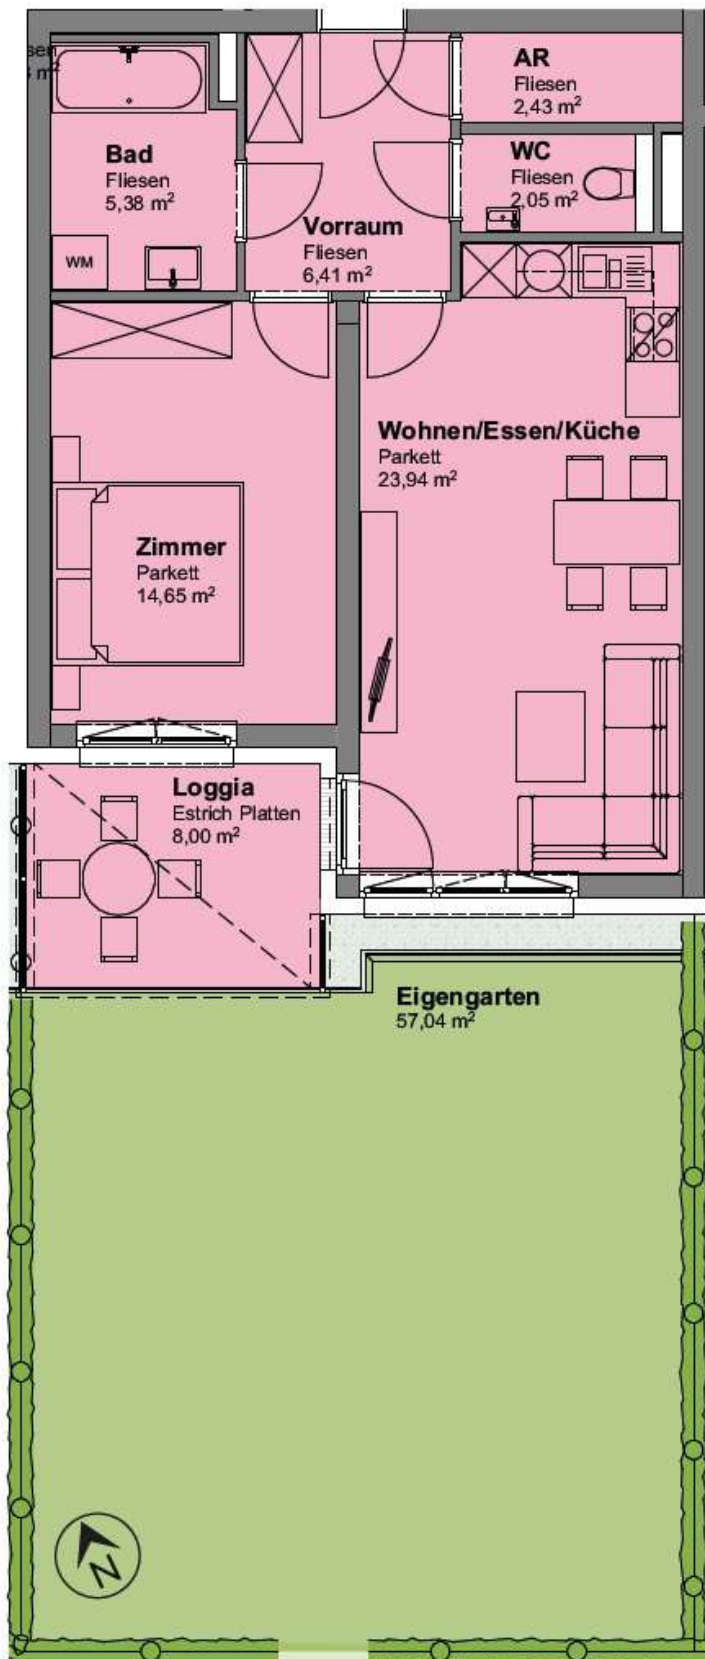 AR
Fliesen
2,43 m²
Bad
Fliesen
5,38 m²
WC
Fliesen
2,05 m²
Vorraum
Fliesen
6,41 m²
WM
Wohnen/Essen/Küche
Parkett
23,94 m²
Zimmer
Parkett
14,65 m²
Loggia
Estrich Platten
8,00 m²
Eigengarten
57,04 m²
N